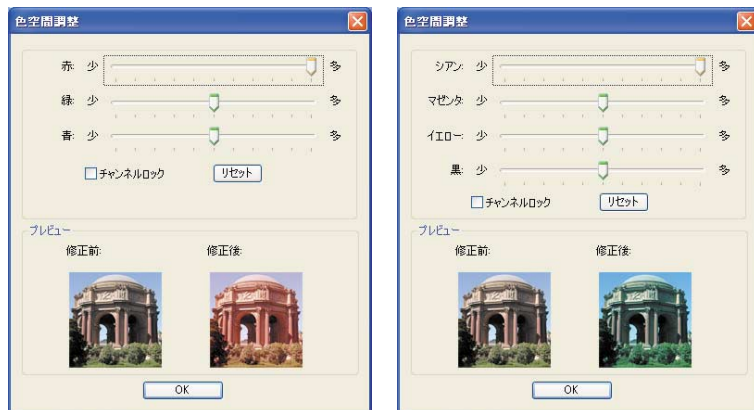 色空間調整
赤: 少 多
緑: 少 多
青: 少 多
チャンネルロック リセット
プレビュー
修正前: 修正後:
OK
色空間調整
シアン: 少 多
マゼンタ: 少 多
イエロー: 少 多
黒: 少 多
チャンネルロック リセット
プレビュー
修正前: 修正後:
OK